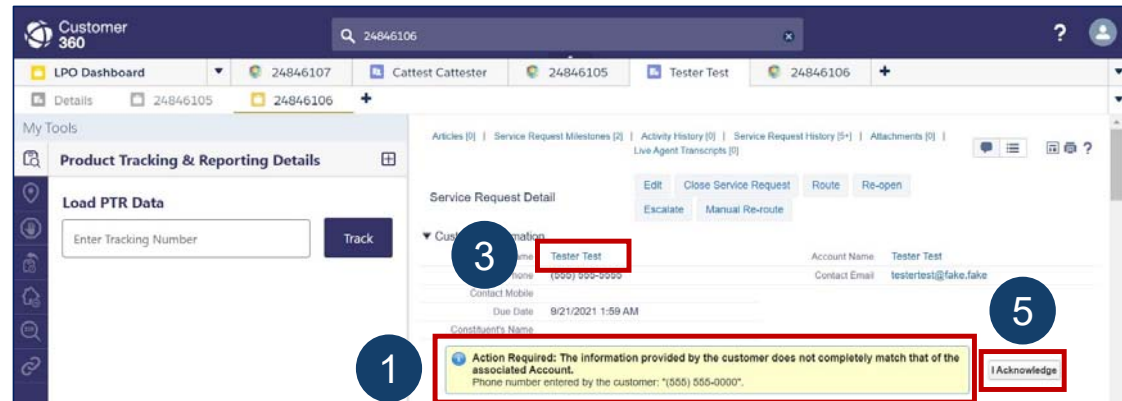 Customer
360
24846106
?
LPO Dashboard 24846107 Cattest Cattester 24846105 Tester Test 24846106 +
Details 24846105 24846106 +
My Tools
Articles [0] | Service Request Milestones [2] | Activity History [0] | Service Request History [5+] | Attachments [0] |
Live Agent Transcripts [0]
?
Product Tracking & Reporting Details
Service Request Detail
Edit Close Service Request Route Re-open
Escalate Manual Re-route
Load PTR Data
Enter Tracking Number
Track
3
Tester Test
Account Name Tester Test
(555) 555-5555
Contact Email testertest@fake.fake
Contact Mobile
Due Date 9/21/2021 1:59 AM
Constituent's Name
5
1
Action Required: The information provided by the customer does not completely match that of the
associated Account.
Phone number entered by the customer: "(555) 555-0000".
I Acknowledge